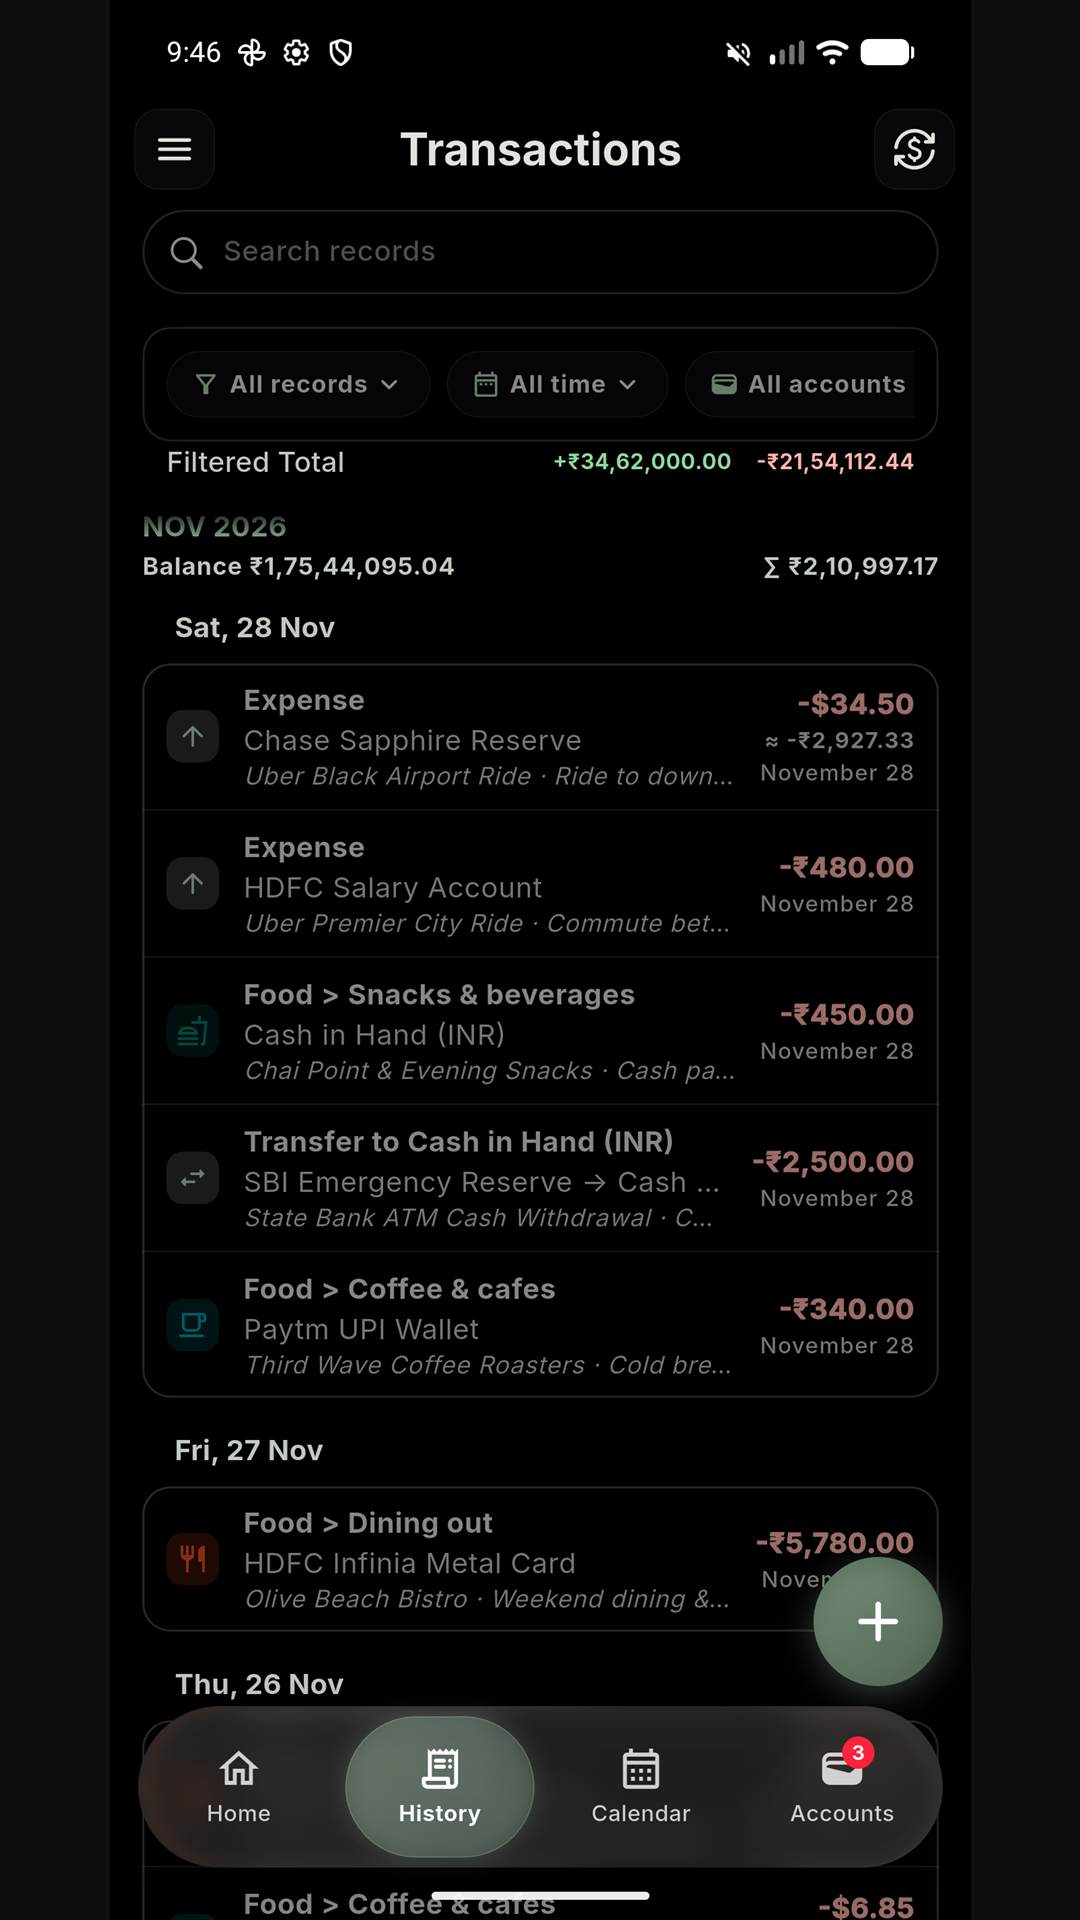 9:46
Transactions
Search records
All records
All time
All accounts
Filtered Total
+₹34,62,000.00 -₹21,54,112.44
NOV 2026
Balance ₹1,75,44,095.04
∑ ₹2,10,997.17
Sat, 28 Nov
Expense
-$34.50
Chase Sapphire Reserve
≈ -₹2,927.33
Uber Black Airport Ride · Ride to down...
November 28
Expense
-₹480.00
HDFC Salary Account
November 28
Uber Premier City Ride · Commute bet...
Food > Snacks & beverages
-₹450.00
Cash in Hand (INR)
November 28
Chai Point & Evening Snacks · Cash pa...
Transfer to Cash in Hand (INR)
-₹2,500.00
SBI Emergency Reserve → Cash ...
November 28
State Bank ATM Cash Withdrawal · C...
Food > Coffee & cafes
-₹340.00
Paytm UPI Wallet
November 28
Third Wave Coffee Roasters · Cold bre...
Fri, 27 Nov
Food > Dining out
-₹5,780.00
HDFC Infinia Metal Card
Olive Beach Bistro · Weekend dining &...
Thu, 26 Nov
3
Home
History
Calendar
Accounts
Food > Coffee & cafes
-$6.85